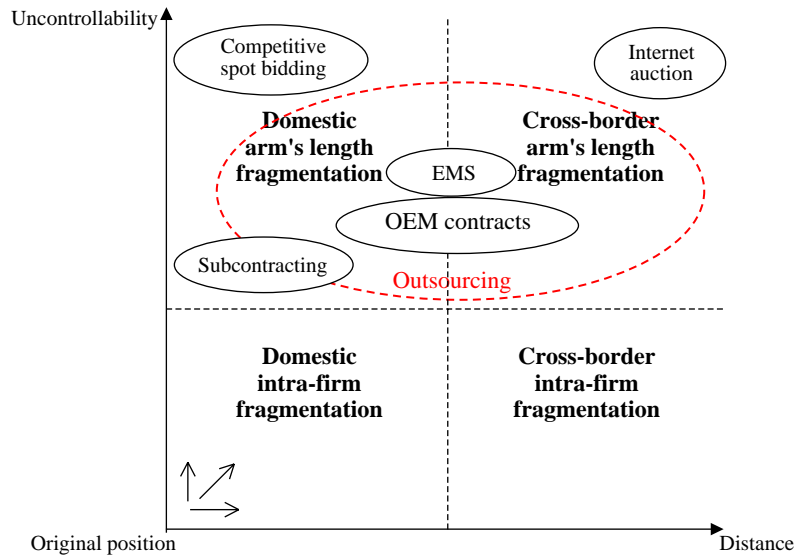 Uncontrollability
Competitive
spot bidding
Internet
auction
Domestic
arm's length
fragmentation
Cross-border
arm's length
fragmentation
EMS
OEM contracts
Subcontracting
Outsourcing
Domestic
intra-firm
fragmentation
Cross-border
intra-firm
fragmentation
Original position
Distance